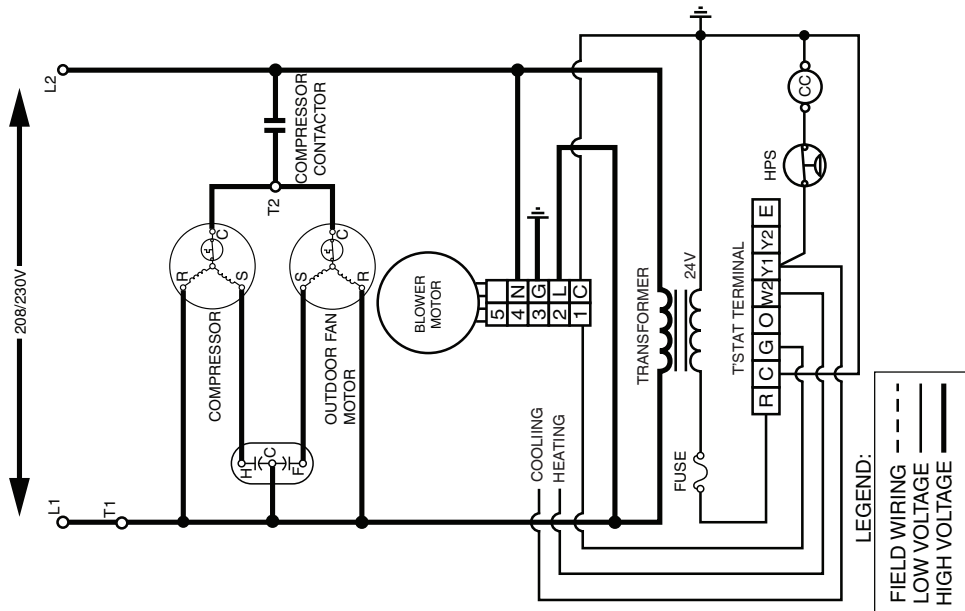 208/230V
L1
L2
T1
COMPRESSOR
R
S
C
T2
COMPRESSOR
CONTACTOR
H
C
F
OUTDOOR FAN
MOTOR
S
R
C
BLOWER
MOTOR
5
4 N
3 G
2 L
1 C
COOLIING
HEATING
TRANSFORMER
24V
FUSE
T'STAT TERMINAL
R C G O W2 Y1 Y2 E
HPS
CC
LEGEND:
FIELD WIRING
LOW VOLTAGE
HIGH VOLTAGE